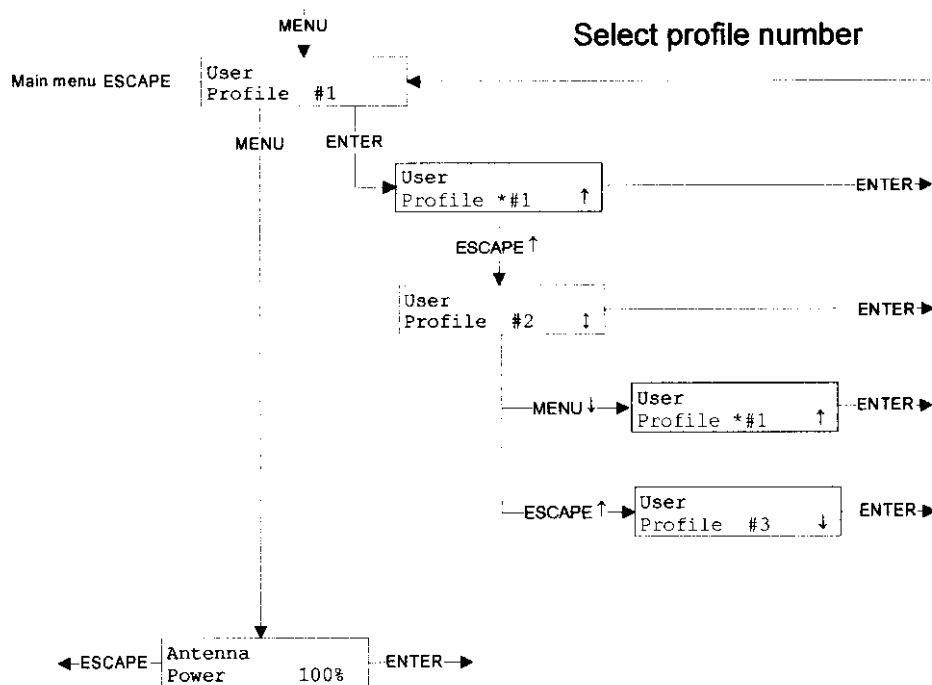 MENU
Select profile number
Main menu ESCAPE
User
Profile #1
MENU
ENTER
User
Profile *#1 ↑
ENTER
ESCAPE ↑
User
Profile #2 ↕
ENTER
MENU ↓
User
Profile *#1 ↑
ENTER
ESCAPE ↑
User
Profile #3 ↓
ENTER
ESCAPE
Antenna
Power 100%
ENTER